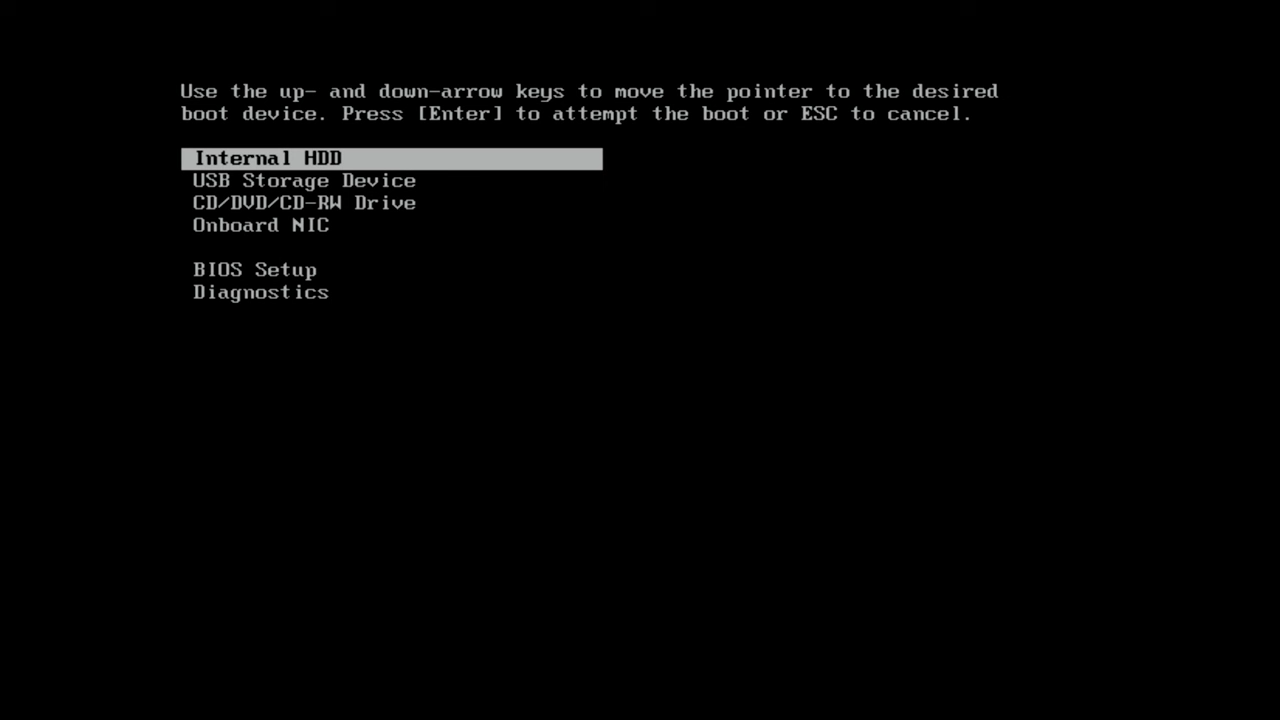 Use the up- and down-arrow keys to move the pointer to the desired
boot device. Press [Enter] to attempt the boot or ESC to cancel.
Internal HDD
USB Storage Device
CD/DVD/CD-RW Drive
Onboard NIC
BIOS Setup
Diagnostics